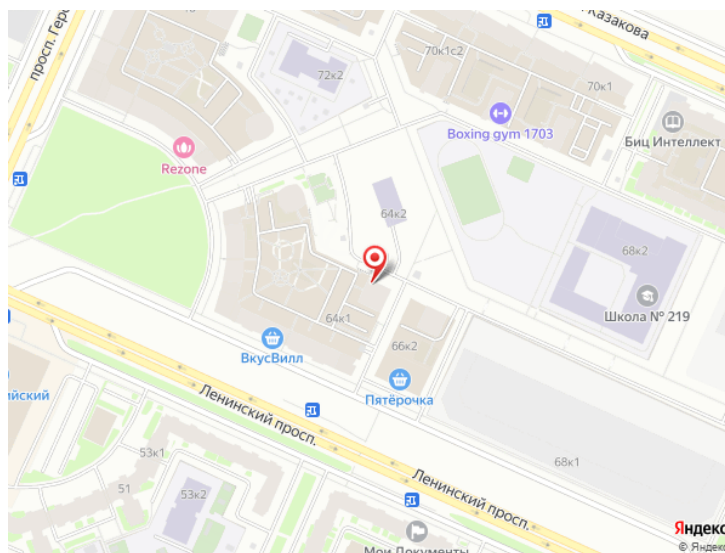 Казакова
просп. Геро
70к1с2
72к2
70к1
Boxing gym 1703
Биц Интеллект
Rezone
64к2
68к2
Школа № 219
64к1
66к2
ВкусВилл
Пятёрочка
йский
Ленинский просп.
53к1
68к1
51
53к2
Ленинский просп.
Мои Документы
Яндекс
© Яндекс